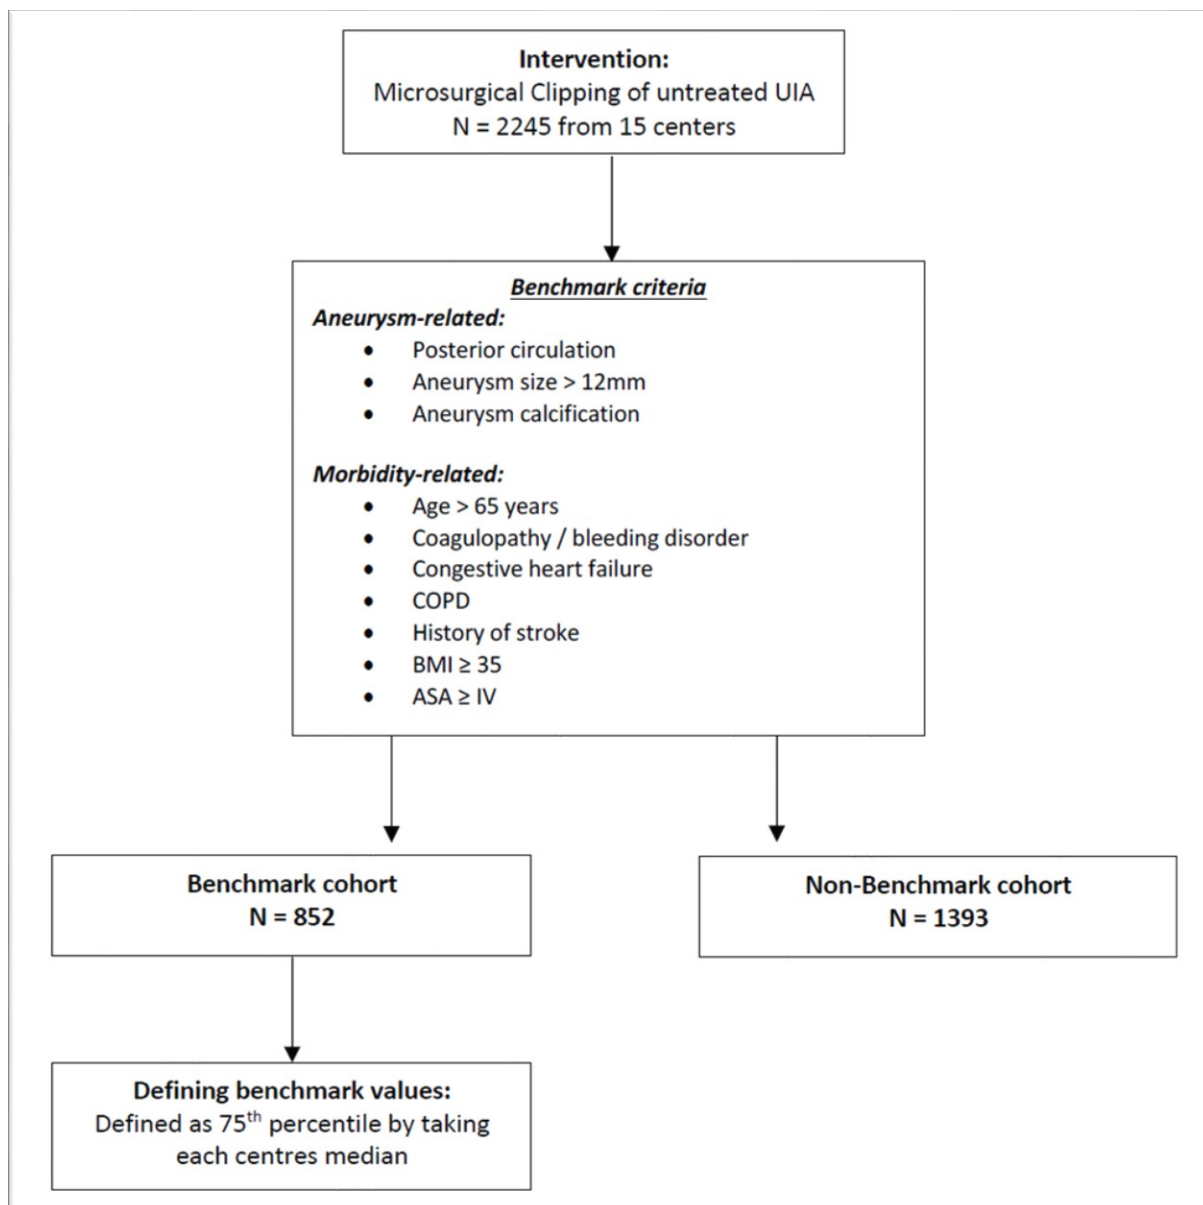 Intervention:
Microsurgical Clipping of untreated UIA
N = 2245 from 15 centers
Benchmark criteria
Aneurysm-related:
• Posterior circulation
• Aneurysm size > 12mm
• Aneurysm calcification
Morbidity-related:
• Age > 65 years
• Coagulopathy / bleeding disorder
• Congestive heart failure
• COPD
• History of stroke
• BMI ≥ 35
• ASA ≥ IV
Benchmark cohort
N = 852
Non-Benchmark cohort
N = 1393
Defining benchmark values:
Defined as 75th percentile by taking
each centres median